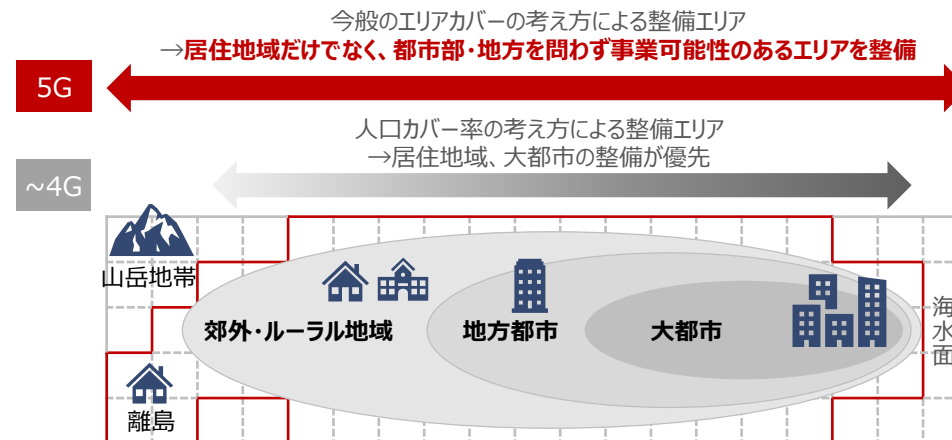 今般のエリアカバーの考え方による整備エリア
→居住地域だけでなく、都市部・地方を問わず事業可能性のあるエリアを整備
5G
人口カバー率の考え方による整備エリア
→居住地域、大都市の整備が優先
~4G
山岳地帯
郊外・ルーラル地域
地方都市
大都市
海水面
離島